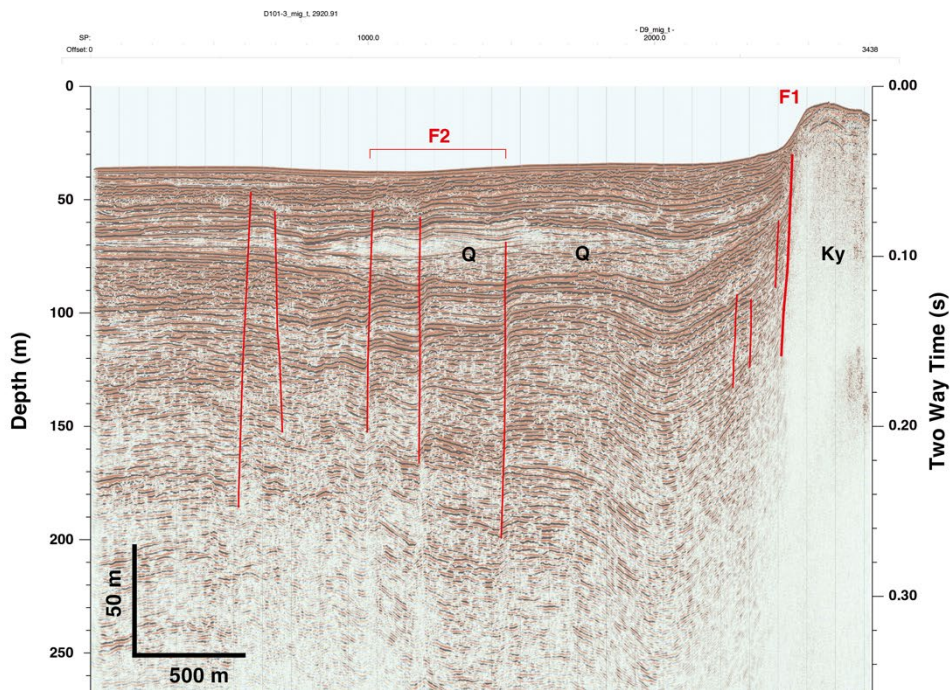 D101-3_mig_t, 2920.91
- D9_mig_t -
SP: 1000.0 2000.0
Offset: 0 3438
0 0.00
F1
F2
50
Q Q Ky
0.10
100
Depth (m)
Two Way Time (s)
150 0.20
200
50 m
0.30
250
500 m